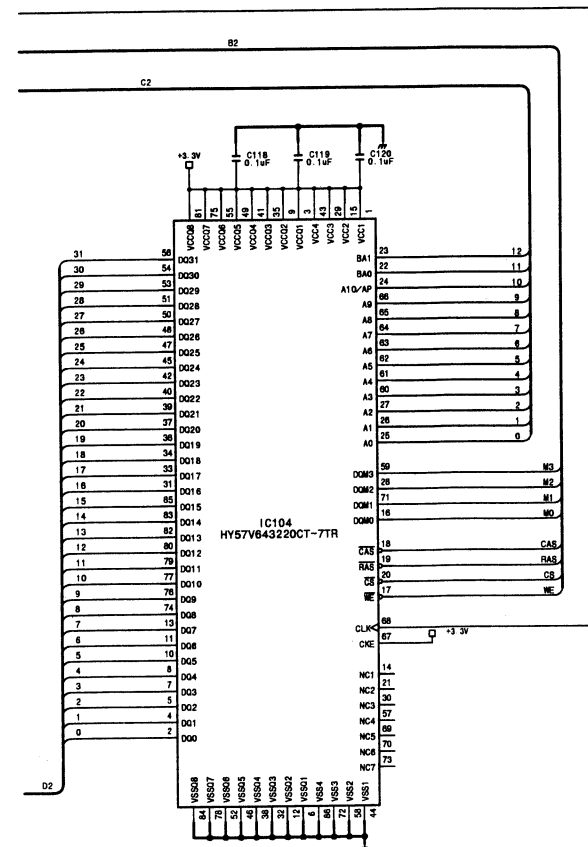 B2
C2
+3.3V
C118
0.1uF
C119
0.1uF
C120
0.1uF
81 75 55 49 41 35 9 3 43 29 15 1
VCCQ8 VCCQ7 VCCQ6 VCCQ5 VCCQ4 VCCQ3 VCCQ2 VCCQ1 VCC4 VCC3 VCC2 VCC1
31 56 DQ31
30 54 DQ30
29 53 DQ29
28 51 DQ28
27 50 DQ27
26 48 DQ26
25 47 DQ25
24 45 DQ24
23 42 DQ23
22 40 DQ22
21 39 DQ21
20 37 DQ20
19 36 DQ19
18 34 DQ18
17 33 DQ17
16 31 DQ16
15 85 DQ15
14 83 DQ14
13 82 DQ13
12 80 DQ12
11 79 DQ11
10 77 DQ10
9 76 DQ9
8 74 DQ8
7 13 DQ7
6 11 DQ6
5 10 DQ5
4 8 DQ4
3 7 DQ3
2 5 DQ2
1 4 DQ1
0 2 DQ0
D2
IC104
HY57V643220CT-7TR
BA1 23 12
BA0 22 11
A10/AP 24 10
A9 66 9
A8 65 8
A7 64 7
A6 63 6
A5 62 5
A4 61 4
A3 60 3
A2 27 2
A1 26 1
A0 25 0
DQM3 59 M3
DQM2 28 M2
DQM1 71 M1
DQM0 16 M0
CAS 18 CAS
RAS 19 RAS
CS 20 CS
WE 17 WE
CLK 68
CKE 67 +3.3V
NC1 14
NC2 21
NC3 30
NC4 57
NC5 69
NC6 70
NC7 73
VSSQ8 VSSQ7 VSSQ6 VSSQ5 VSSQ4 VSSQ3 VSSQ2 VSSQ1 VSS4 VSS3 VSS2 VSS1
84 78 52 46 38 32 12 6 86 72 58 44